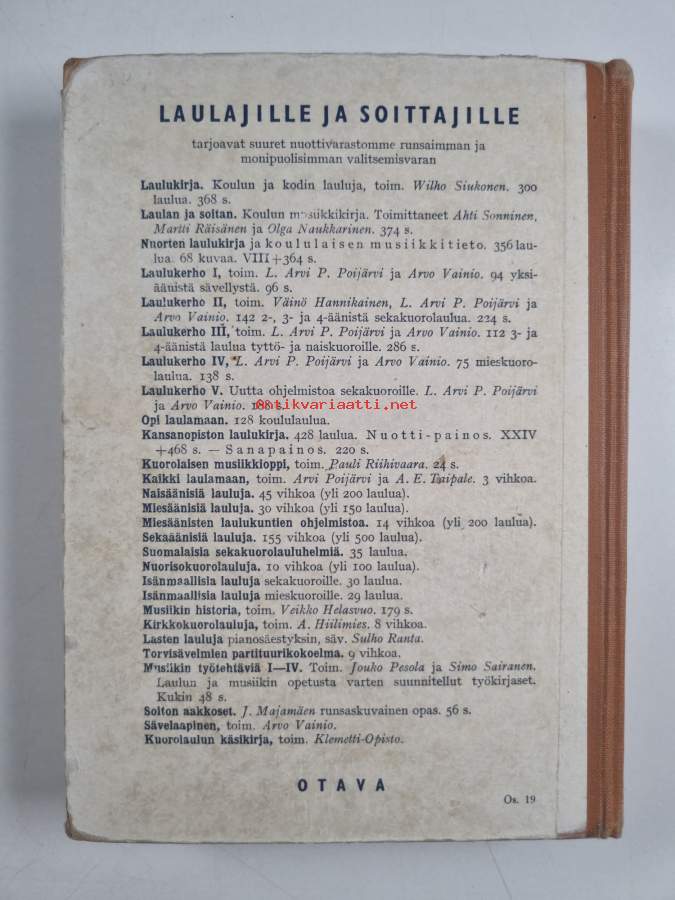 LAULAJILLE JA SOITTAJILLE
tarjoavat suuret nuottivarastomme runsaimman ja
monipuolisimman valitsemisvaran
Laulukirja. Koulun ja kodin lauluja, toim. Wilho Siukonen. 300
laulua. 368 s.
Laulan ja soitan. Koulun musiikkikirja. Toimittaneet Ahti Sonninen,
Martti Räisänen ja Olga Naukkarinen. 374 s.
Nuorten laulukirja ja koululaisen musiikkitieto. 356 lau-
lua. 68 kuvaa. VIII+364 s.
Laulukerho I, toim. L. Arvi P. Poijärvi ja Arvo Vainio. 94 yksi-
äänistä sävellystä. 96 s.
Laulukerho II, toim. Väinö Hannikainen, L. Arvi P. Poijärvi ja
Arvo Vainio. 142 2-, 3- ja 4-äänistä sekakuorolaulua. 224 s.
Laulukerho III, toim. L. Arvi P. Poijärvi ja Arvo Vainio. 112 3- ja
4-äänistä laulua tyttö- ja naiskuoroille. 286 s.
Laulukerho IV, L. Arvi P. Poijärvi ja Arvo Vainio. 75 mieskuoro-
laulua. 138 s.
Laulukerho V. Uutta ohjelmistoa sekakuoroille. L. Arvi P. Poijärvi
ja Arvo Vainio. 188 s.
antikvariaatti.net
Opi laulamaan. 128 koululaulua.
Kansanopiston laulukirja. 428 laulua. Nuotti-painos. XXIV
+468 s. — Sanapainos. 220 s.
Kuorolaisen musiikkioppi, toim. Pauli Riihivaara. 24 s.
Kaikki laulamaan, toim. Arvi Poijärvi ja A. E. Taipale. 3 vihkoa.
Naisäänisiä lauluja. 45 vihkoa (yli 200 laulua).
Miesäänisiä lauluja. 30 vihkoa (yli 150 laulua).
Miesäänisten laulukuntien ohjelmistoa. 14 vihkoa (yli 200 laulua).
Sekaäänisiä lauluja. 155 vihkoa (yli 500 laulua).
Suomalaisia sekakuorolauluhelmiä. 35 laulua.
Nuorisokuorolauluja. 10 vihkoa (yli 100 laulua).
Isänmaallisia lauluja sekakuoroille. 30 laulua.
Isänmaallisia lauluja mieskuoroille. 29 laulua.
Musiikin historia, toim. Veikko Helasvuo. 179 s.
Kirkkokuorolauluja, toim. A. Hiilimies. 8 vihkoa.
Lasten lauluja pianosäestyksin, säv. Sulho Ranta.
Torvisävelmien partituurikokoelma. 9 vihkoa.
Musiikin työtehtäviä I—IV. Toim. Jouko Pesola ja Simo Sairanen.
Laulun ja musiikin opetusta varten suunnitellut työkirjaset.
Kukin 48 s.
Soiton aakkoset. J. Majamäen runsaskuvainen opas. 56 s.
Sävelaapinen, toim. Arvo Vainio.
Kuorolaulun käsikirja, toim. Klemetti-Opisto.
OTAVA
Os. 19